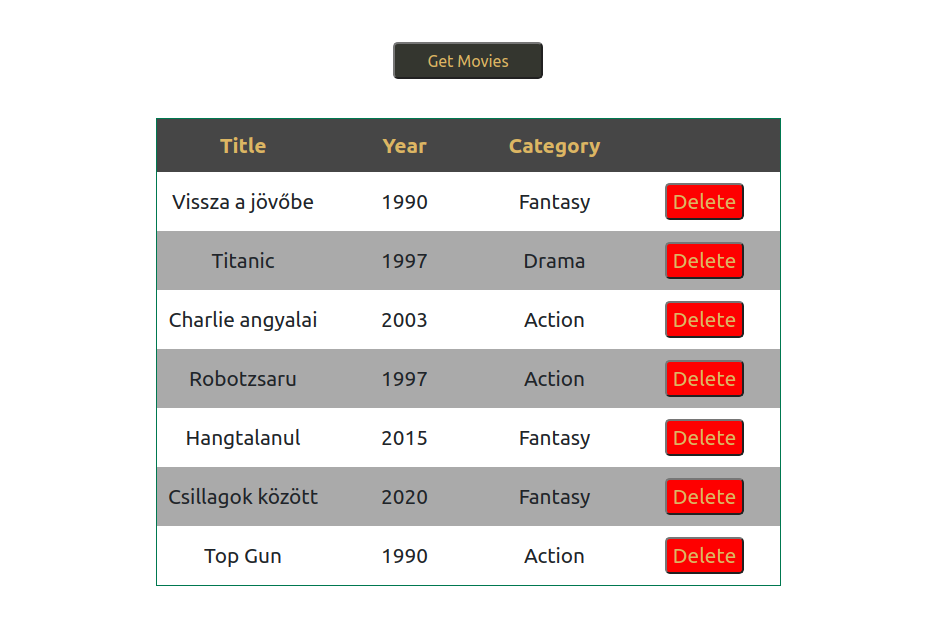 Get Movies
Title Year Category
Vissza a jövőbe 1990 Fantasy Delete
Titanic 1997 Drama Delete
Charlie angyalai 2003 Action Delete
Robotzsaru 1997 Action Delete
Hangtalanul 2015 Fantasy Delete
Csillagok között 2020 Fantasy Delete
Top Gun 1990 Action Delete